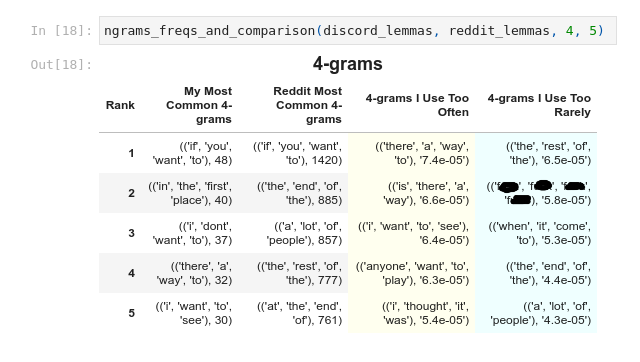 In [18]: ngrams_freqs_and_comparison(discord_lemmas, reddit_lemmas, 4, 5)
Out[18]:
4-grams
Rank
My Most
Common 4-
grams
Reddit Most
Common 4-
grams
4-grams I Use Too
Often
4-grams I Use Too
Rarely
1
(('if', 'you',
'want', 'to'), 48)
(('if', 'you', 'want',
'to'), 1420)
(('there', 'a', 'way',
'to'), '7.4e-05')
(('the', 'rest', 'of',
'the'), '6.5e-05')
2
(('in', 'the', 'first',
'place'), 40)
(('the', 'end', 'of',
'the'), 885)
(('is', 'there', 'a',
'way'), '6.6e-05')
'5.8e-05')
3
(('i', 'dont',
'want', 'to'), 37)
(('a', 'lot', 'of',
'people'), 857)
(('i', 'want', 'to', 'see'),
'6.4e-05')
(('when', 'it', 'come',
'to'), '5.3e-05')
4
(('there', 'a',
'way', 'to'), 32)
(('the', 'rest', 'of',
'the'), 777)
(('anyone', 'want', 'to',
'play'), '6.3e-05')
(('the', 'end', 'of',
'the'), '4.4e-05')
5
(('i', 'want', 'to',
'see'), 30)
(('at', 'the', 'end',
'of'), 761)
(('i', 'thought', 'it',
'was'), '5.4e-05')
(('a', 'lot', 'of',
'people'), '4.3e-05')